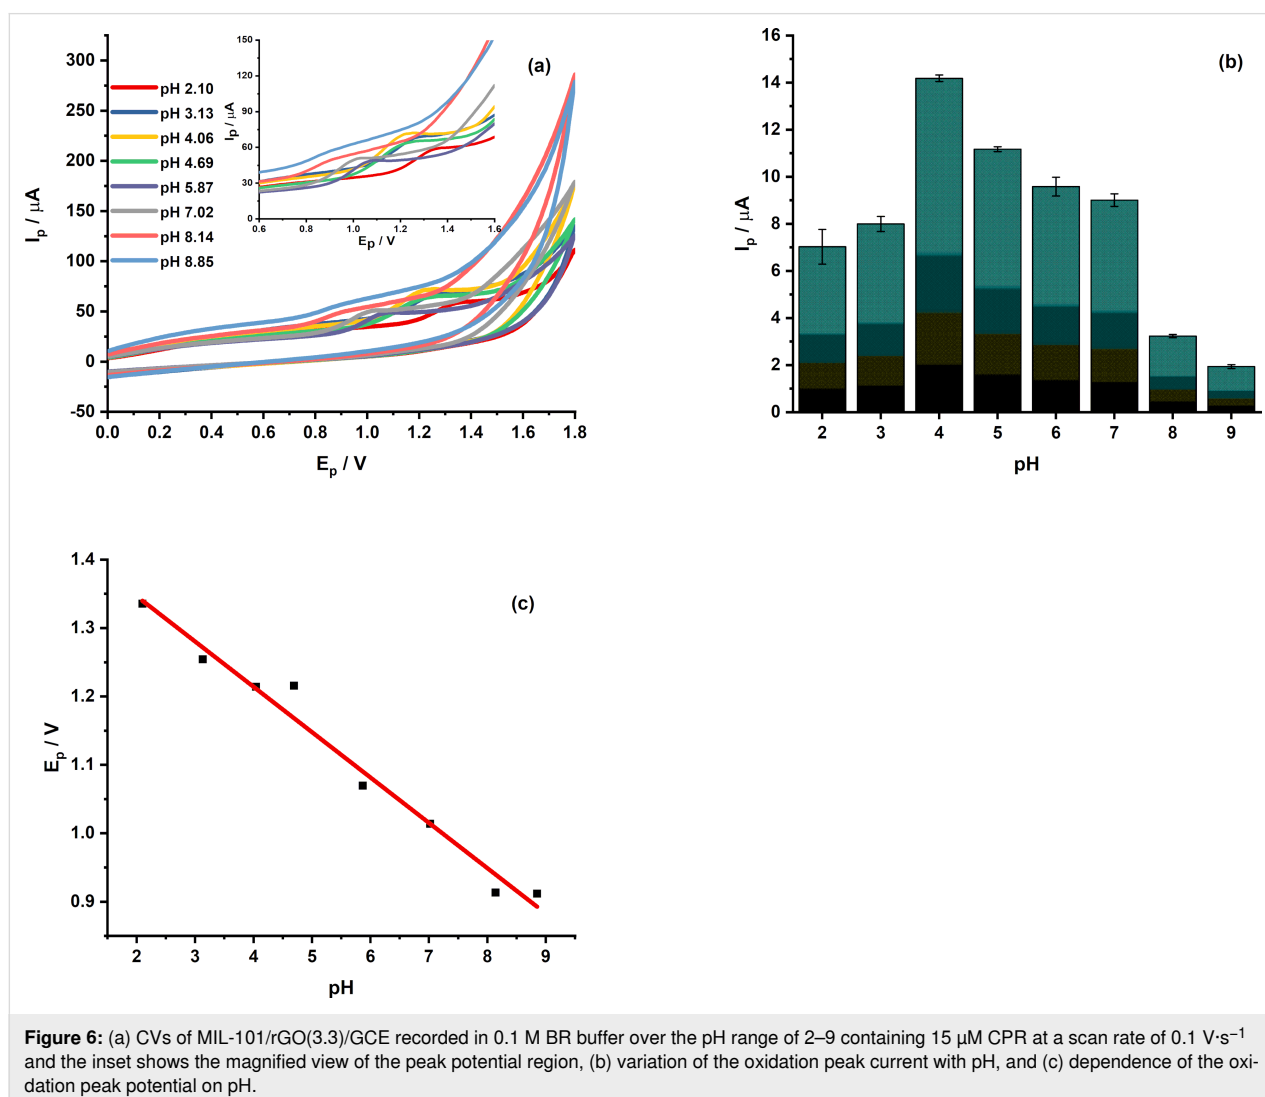 (a)
I_p / μA
300
250
200
150
100
50
0
-50
0.0 0.2 0.4 0.6 0.8 1.0 1.2 1.4 1.6 1.8
E_p / V
pH 2.10
pH 3.13
pH 4.06
pH 4.69
pH 5.87
pH 7.02
pH 8.14
pH 8.85
I_p / μA
150
120
90
60
30
0
0.6 0.8 1.0 1.2 1.4 1.6
E_p / V
(b)
I_p / μA
16
14
12
10
8
6
4
2
0
2 3 4 5 6 7 8 9
pH
(c)
E_p / V
1.4
1.3
1.2
1.1
1.0
0.9
2 3 4 5 6 7 8 9
pH
Figure 6: (a) CVs of MIL-101/rGO(3.3)/GCE recorded in 0.1 M BR buffer over the pH range of 2–9 containing 15 µM CPR at a scan rate of 0.1 V·s⁻¹
and the inset shows the magnified view of the peak potential region, (b) variation of the oxidation peak current with pH, and (c) dependence of the oxi-
dation peak potential on pH.